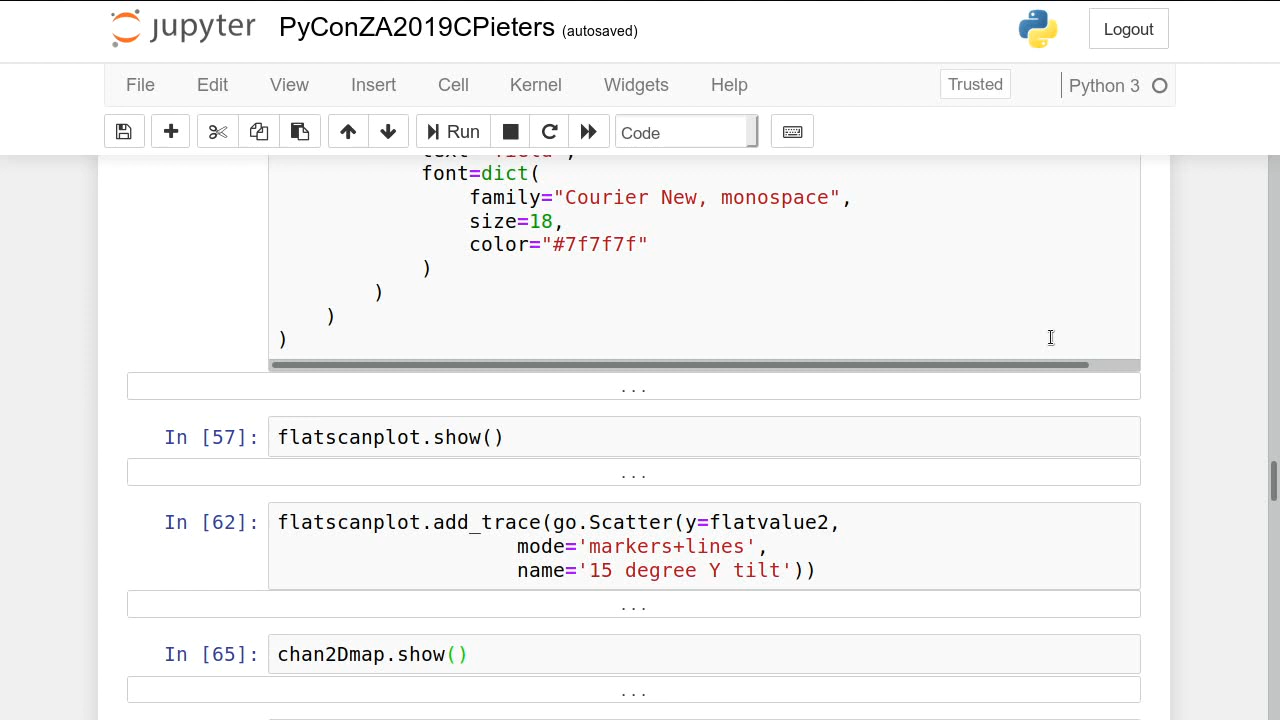 jupyter PyConZA2019CPieters (autosaved) Logout
File Edit View Insert Cell Kernel Widgets Help Trusted Python 3
Run Code
font=dict(
family="Courier New, monospace",
size=18,
color="#7f7f7f"
)
)
)
)
...
In [57]: flatscanplot.show()
...
In [62]: flatscanplot.add_trace(go.Scatter(y=flatvalue2,
mode='markers+lines',
name='15 degree Y tilt'))
...
In [65]: chan2Dmap.show()
...